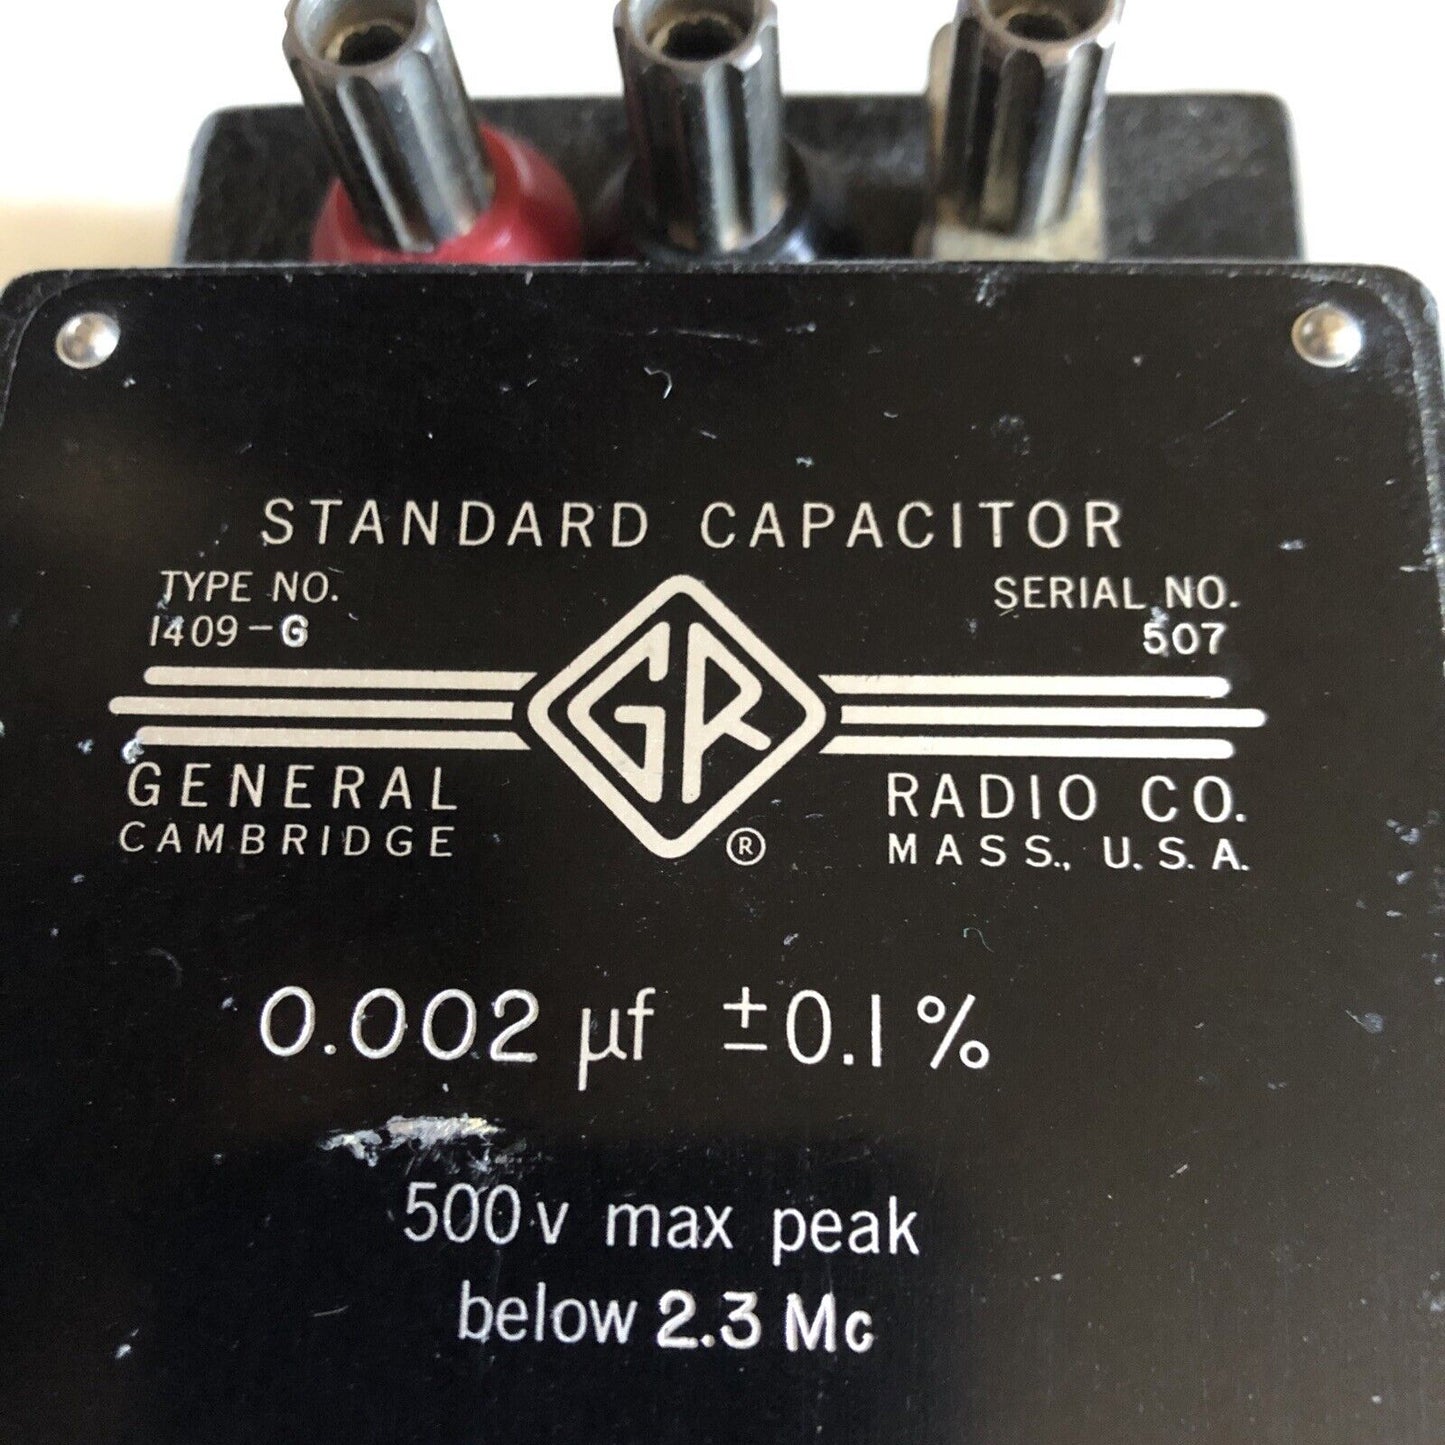 STANDARD CAPACITOR
TYPE NO.
1409-G
SERIAL NO.
507
GR
®
GENERAL RADIO CO.
CAMBRIDGE MASS., U.S.A.
0.002 µf ±0.1%
500v max peak
below 2.3 Mc